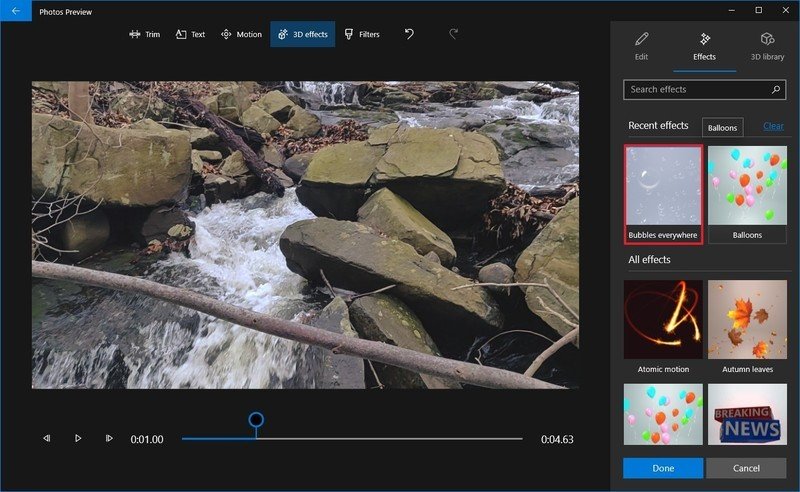 Photos Preview
Trim
Text
Motion
3D effects
Filters
Edit
Effects
3D library
Search effects
Recent effects
Balloons
Clear
Bubbles everywhere
Balloons
All effects
Atomic motion
Autumn leaves
BREAKING
NEWS
0:01.00
0:04.63
Done
Cancel